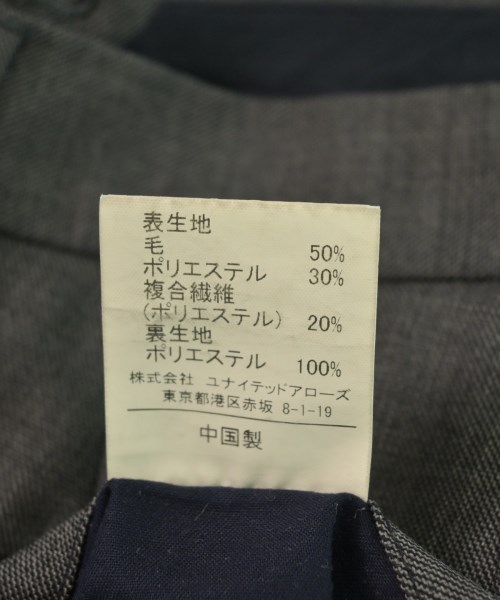 表生地
毛 50%
ポリエステル 30%
複合繊維
(ポリエステル) 20%
裏生地
ポリエステル 100%
株式会社 ユナイテッドアローズ
東京都港区赤坂 8-1-19
中国製